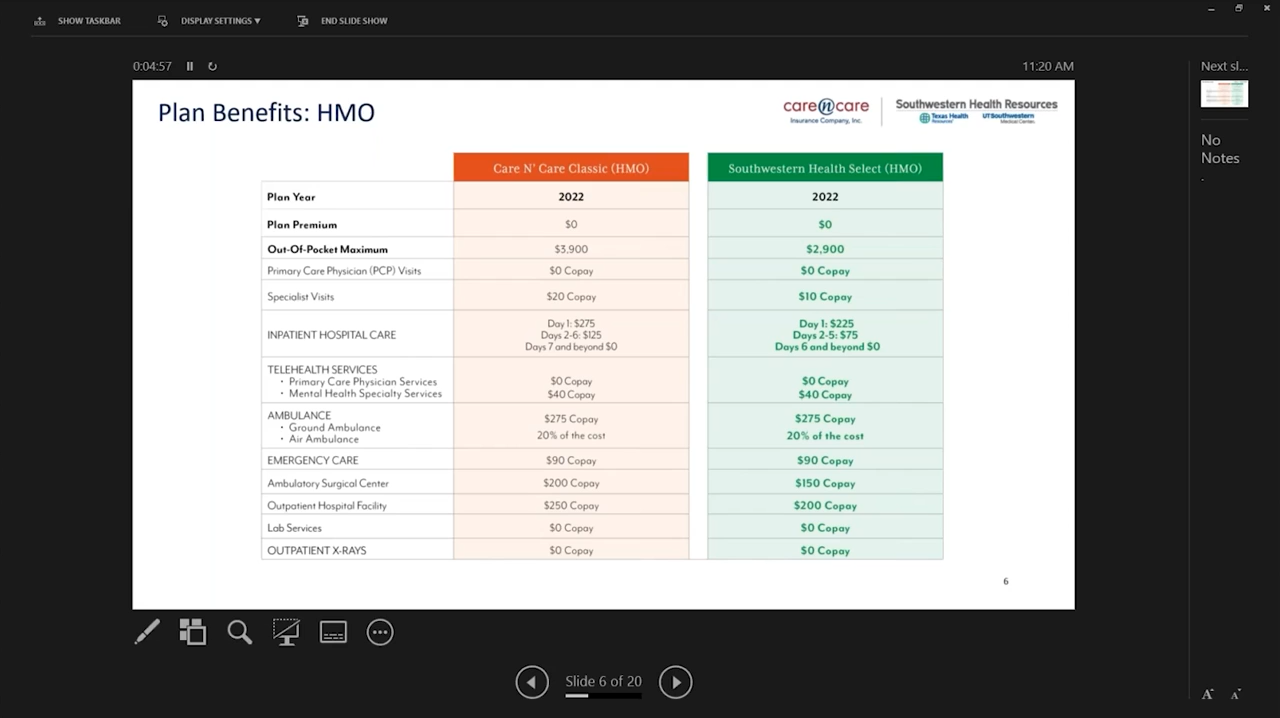 SHOW TASKBAR
DISPLAY SETTINGS ▼
END SLIDE SHOW
0:04:57
11:20 AM
Next sl...
Plan Benefits: HMO
care n care
Insurance Company, Inc.
Southwestern Health Resources
Texas Health
Resources
UTSouthwestern
Medical Center
No
Notes
Care N' Care Classic (HMO)
Southwestern Health Select (HMO)
Plan Year 2022 2022
Plan Premium $0 $0
Out-Of-Pocket Maximum $3,900 $2,900
Primary Care Physician (PCP) Visits $0 Copay $0 Copay
Specialist Visits $20 Copay $10 Copay
INPATIENT HOSPITAL CARE
Day 1: $275
Days 2-6: $125
Days 7 and beyond $0
Day 1: $225
Days 2-5: $75
Days 6 and beyond $0
TELEHEALTH SERVICES
• Primary Care Physician Services $0 Copay $0 Copay
• Mental Health Specialty Services $40 Copay $40 Copay
AMBULANCE
• Ground Ambulance $275 Copay $275 Copay
• Air Ambulance 20% of the cost 20% of the cost
EMERGENCY CARE $90 Copay $90 Copay
Ambulatory Surgical Center $200 Copay $150 Copay
Outpatient Hospital Facility $250 Copay $200 Copay
Lab Services $0 Copay $0 Copay
OUTPATIENT X-RAYS $0 Copay $0 Copay
6
Slide 6 of 20
A A